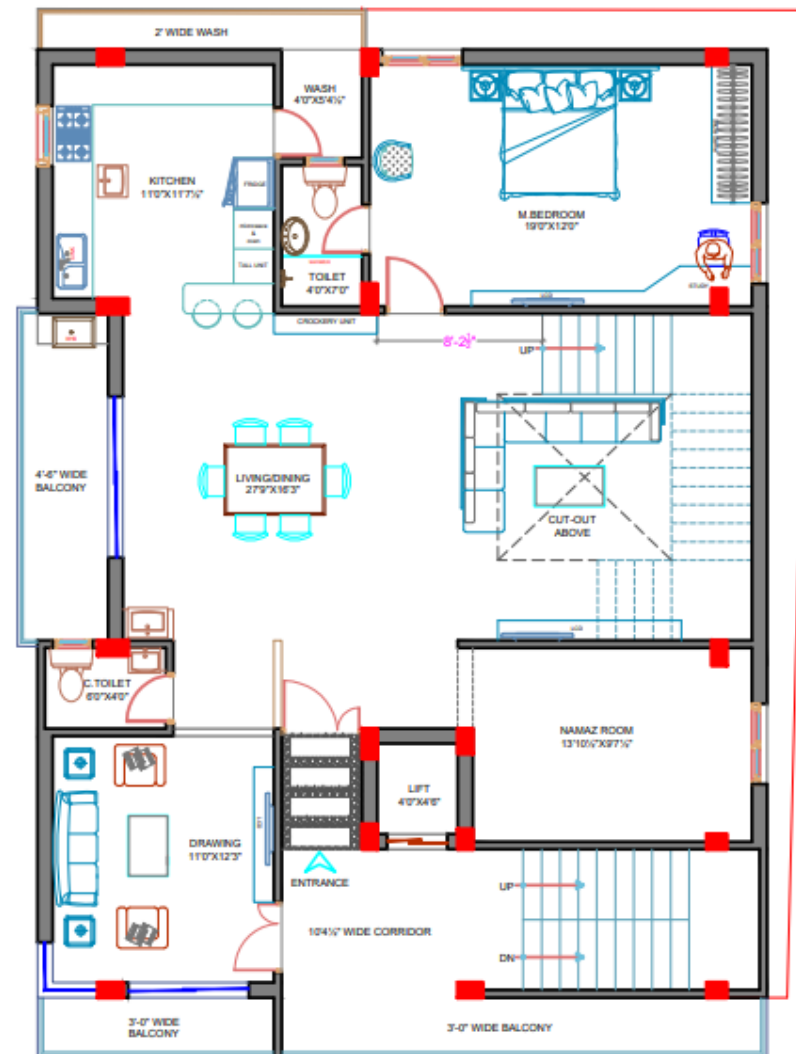 2' WIDE WASH
WASH
4'0"X5'4½"
KITCHEN
11'0"X11'7½"
FRIDGE
M.BEDROOM
19'0"X12'0"
TALL UNIT
TOILET
4'0"X7'0"
STUDY
CROCKERY UNIT
8'-2½"
UP
4'-6" WIDE
BALCONY
LIVING/DINING
27'9"X16'3"
CUT-OUT
ABOVE
C.TOILET
6'0"X4'0"
NAMAZ ROOM
13'10½"X9'7½"
LIFT
4'0"X4'6"
DRAWING
11'0"X12'3"
ENTRANCE
UP
10'4½" WIDE CORRIDOR
DN
3'-0" WIDE
BALCONY
3'-0" WIDE BALCONY